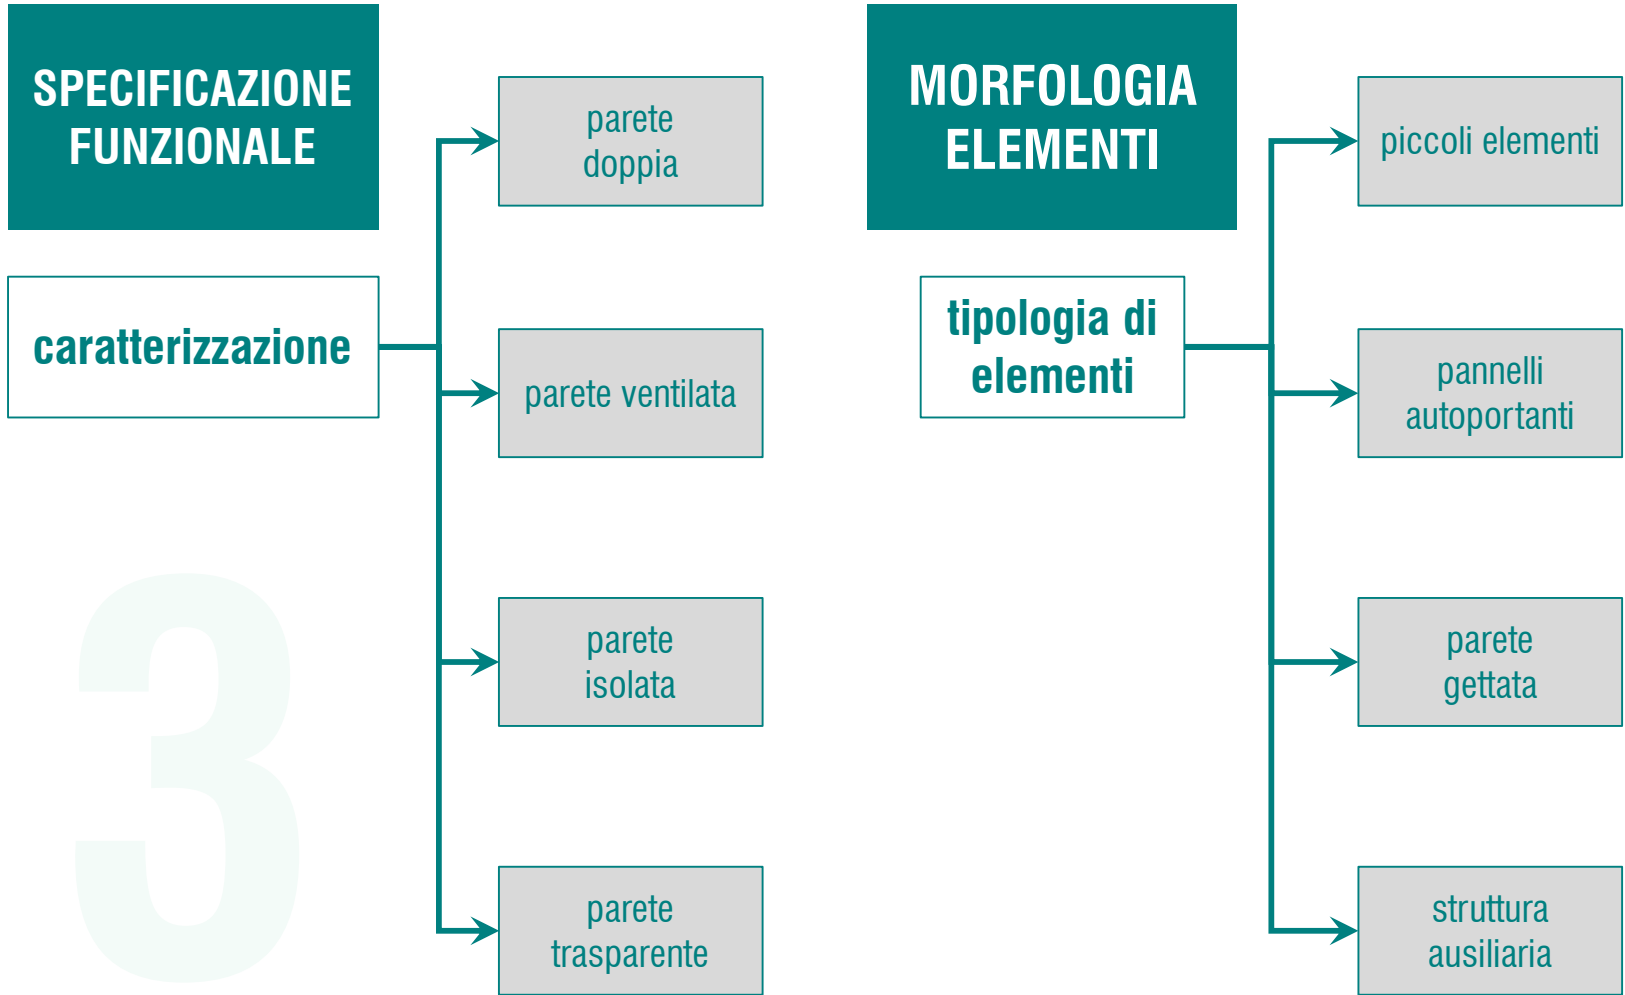 SPECIFICAZIONE
FUNZIONALE
caratterizzazione
parete
doppia
parete ventilata
parete
isolata
parete
trasparente
3
MORFOLOGIA
ELEMENTI
tipologia di
elementi
piccoli elementi
pannelli
autoportanti
parete
gettata
struttura
ausiliaria